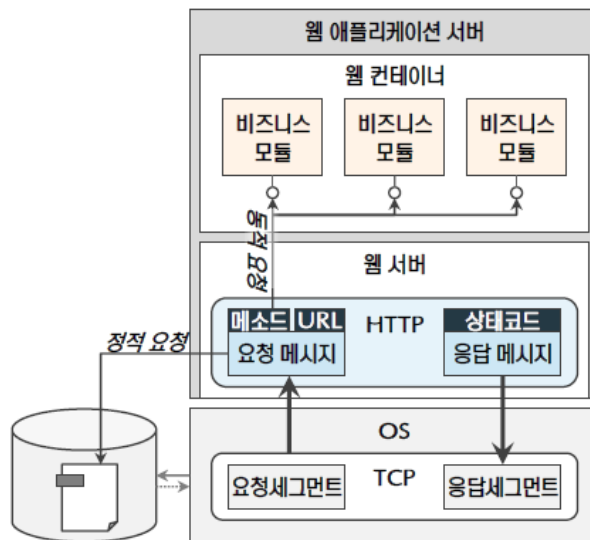 웹 애플리케이션 서버
웹 컨테이너
비즈니스
모듈
비즈니스
모듈
비즈니스
모듈
동적 요청
웹 서버
메소드|URL
HTTP
상태코드
정적 요청
요청 메시지
응답 메시지
OS
요청세그먼트
TCP
응답세그먼트